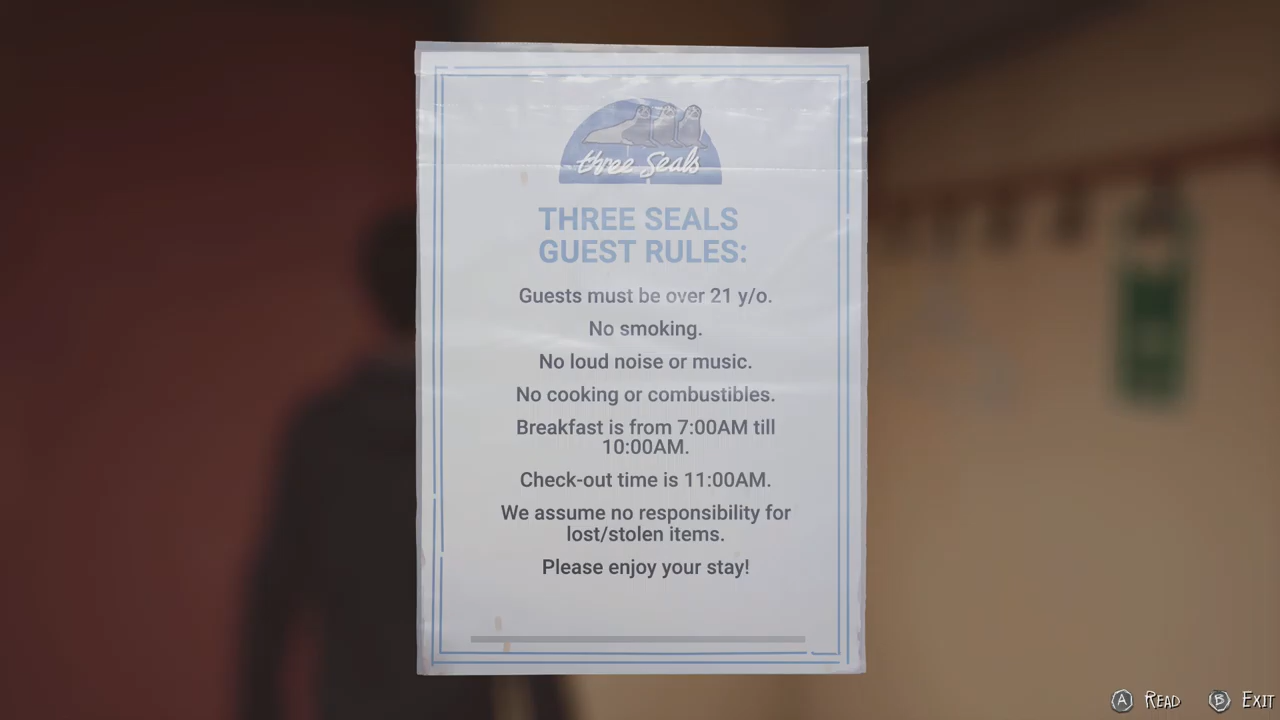 three Seals
THREE SEALS
GUEST RULES:
Guests must be over 21 y/o.
No smoking.
No loud noise or music.
No cooking or combustibles.
Breakfast is from 7:00AM till
10:00AM.
Check-out time is 11:00AM.
We assume no responsibility for
lost/stolen items.
Please enjoy your stay!
A READ B EXIT